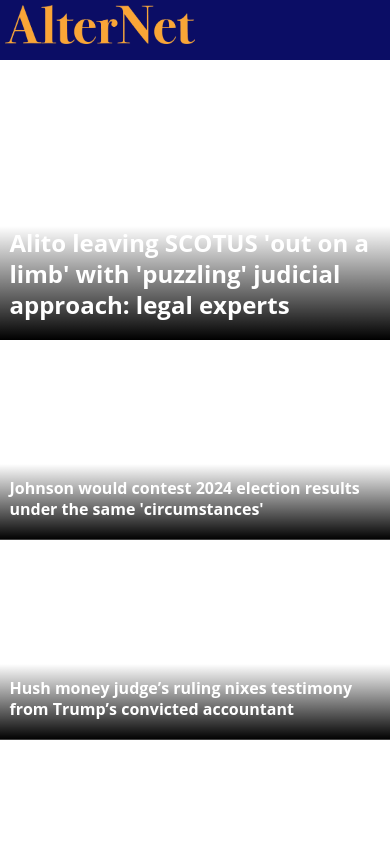 AlterNet
Alito leaving SCOTUS 'out on a
limb' with 'puzzling' judicial
approach: legal experts
Johnson would contest 2024 election results
under the same 'circumstances'
Hush money judge’s ruling nixes testimony
from Trump’s convicted accountant